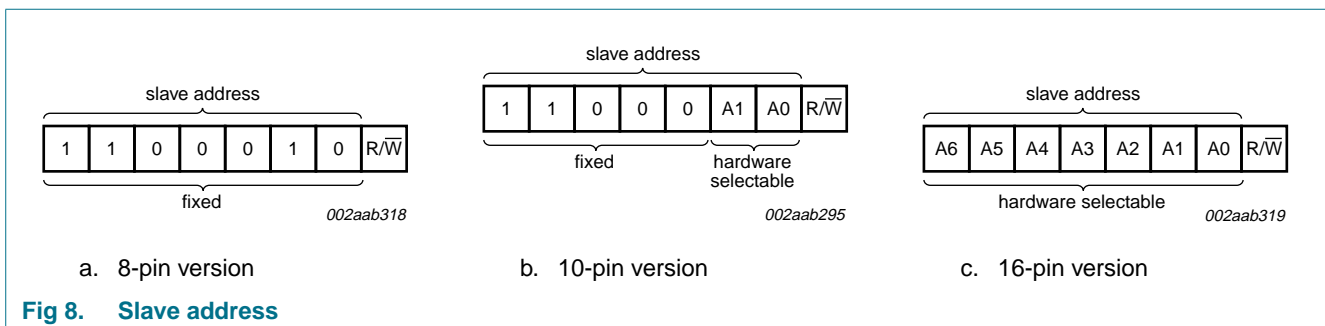 slave address
1 1 0 0 0 1 0 R/W̅
fixed
002aab318
a. 8-pin version
slave address
1 1 0 0 0 A1 A0 R/W̅
fixed
hardware
selectable
002aab295
b. 10-pin version
slave address
A6 A5 A4 A3 A2 A1 A0 R/W̅
hardware selectable
002aab319
c. 16-pin version
Fig 8. Slave address